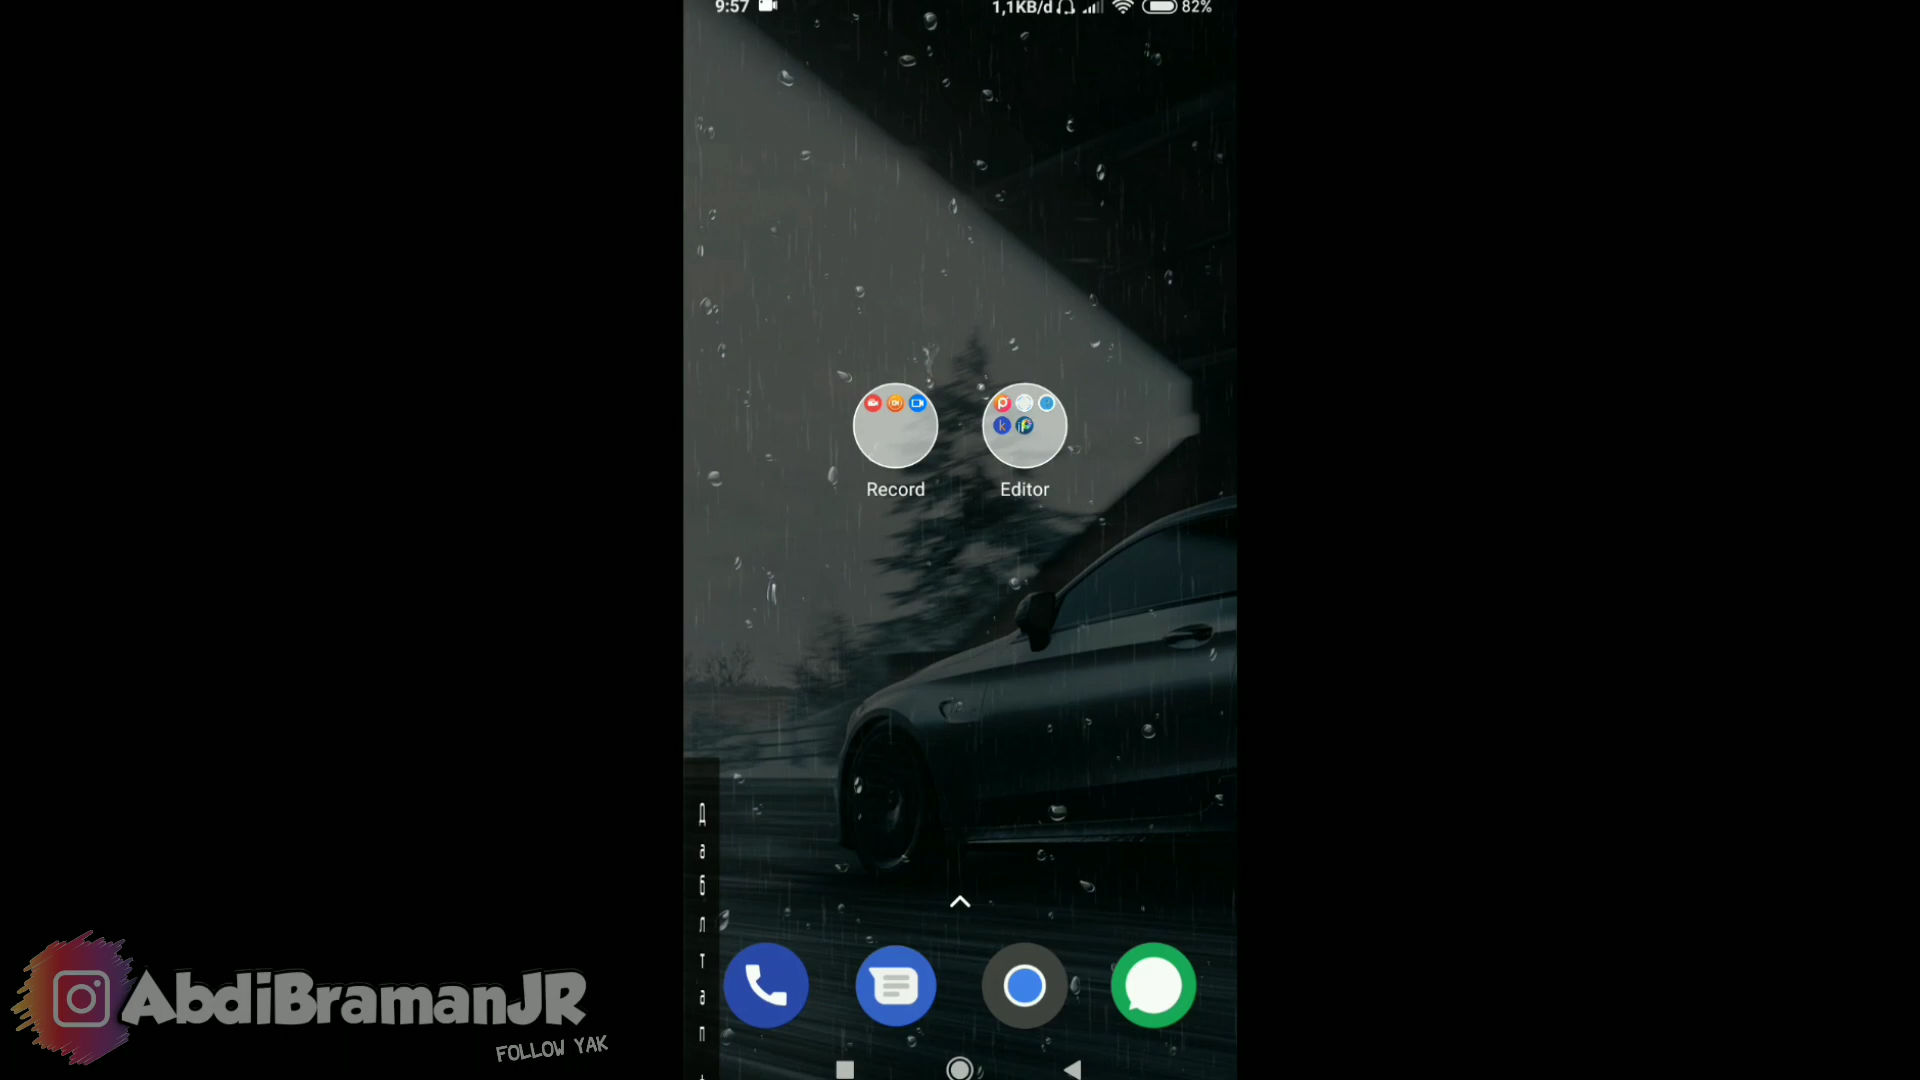 9:57
1,1KB/d
82%
Record
Editor
Д
а
б
л
т
а
п
AbdiBramanJR
FOLLOW YAK